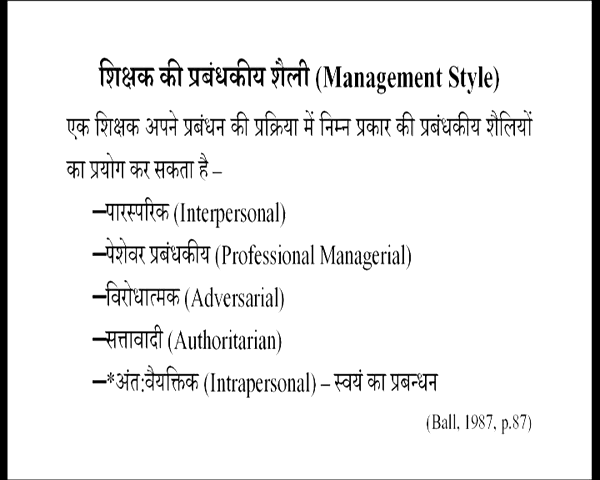 शिक्षक की प्रबंधकीय शैली (Management Style)
एक शिक्षक अपने प्रबंधन की प्रक्रिया में निम्न प्रकार की प्रबंधकीय शैलियों
का प्रयोग कर सकता है –
–पारस्परिक (Interpersonal)
–पेशेवर प्रबंधकीय (Professional Managerial)
–विरोधात्मक (Adversarial)
–सत्तावादी (Authoritarian)
–*अंत:वैयक्तिक (Intrapersonal) – स्वयं का प्रबन्धन
(Ball, 1987, p.87)